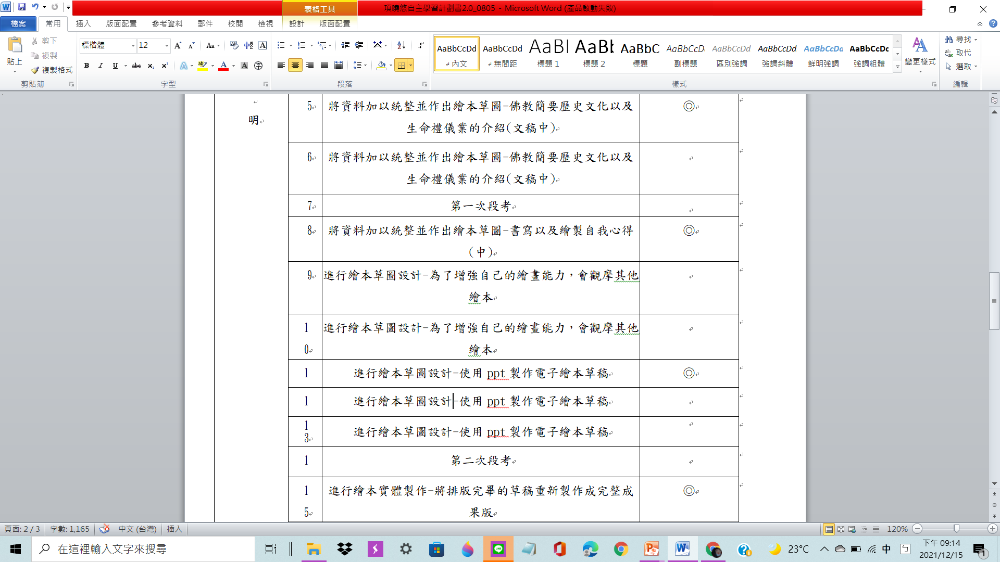 表格工具
項曉悠自主學習計劃書2.0_0805 - Microsoft Word (產品啟動失敗)
檔案 常用 插入 版面配置 參考資料 郵件 校閱 檢視 設計 版面配置
貼上
剪下
複製
複製格式
剪貼簿
標楷體 12
字型
段落
AaBbCcDd 內文
AaBbCcDd 無間距
AaBl 標題 1
AaBb 標題 2
AaBbC 標題
AaBbCcDi 副標題
AaBbCcDd 區別強調
AaBbCcDd 強調斜體
AaBbCcDd 鮮明強調
AaBbCcDd 強調粗體
變更樣式
樣式
尋找
取代
選取
編輯
明
5 將資料加以統整並作出繪本草圖-佛教簡要歷史文化以及 ◎
生命禮儀業的介紹(文稿中)
6 將資料加以統整並作出繪本草圖-佛教簡要歷史文化以及
生命禮儀業的介紹(文稿中)
7 第一次段考
8 將資料加以統整並作出繪本草圖-書寫以及繪製自我心得 ◎
(中)
9 進行繪本草圖設計-為了增強自己的繪畫能力，會觀摩其他
繪本
1 進行繪本草圖設計-為了增強自己的繪畫能力，會觀摩其他
0 繪本
1 進行繪本草圖設計-使用 ppt 製作電子繪本草稿 ◎
1 進行繪本草圖設計-使用 ppt 製作電子繪本草稿
1
3 進行繪本草圖設計-使用 ppt 製作電子繪本草稿
1 第二次段考
1 進行繪本實體製作-將排版完畢的草稿重新製作成完整成 ◎
5 果版
頁面: 2 / 3 字數: 1,165 中文 (台灣) 插入 120%
在這裡輸入文字來搜尋
23°C 中 下午 09:14
2021/12/15
1